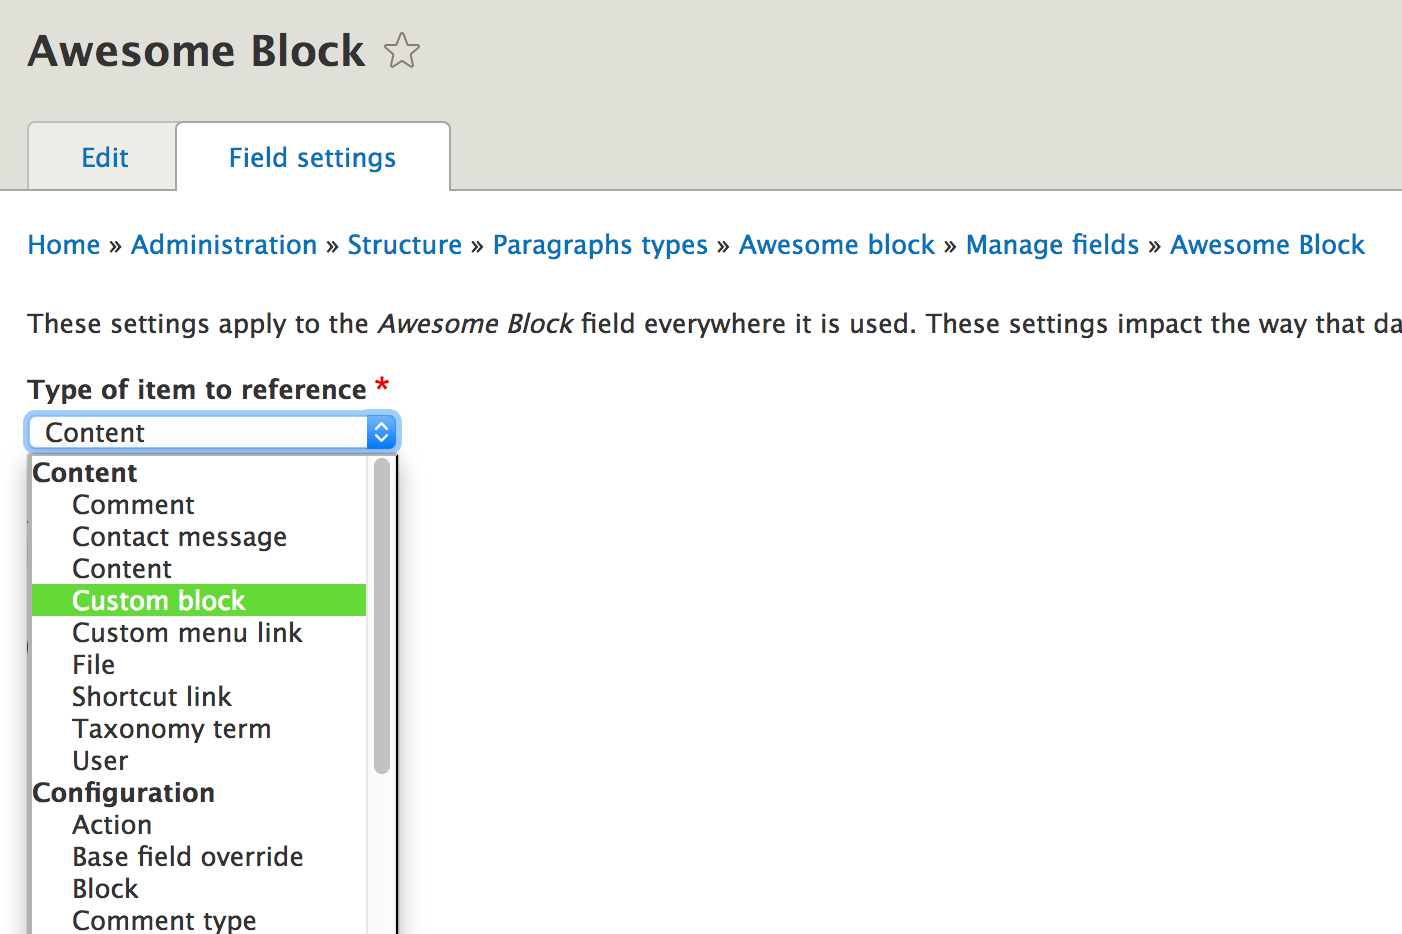 Awesome Block
Edit
Field settings
Home » Administration » Structure » Paragraphs types » Awesome block » Manage fields » Awesome Block
These settings apply to the Awesome Block field everywhere it is used. These settings impact the way that da
Type of item to reference *
Content
Content
Comment
Contact message
Content
Custom block
Custom menu link
File
Shortcut link
Taxonomy term
User
Configuration
Action
Base field override
Block
Comment type